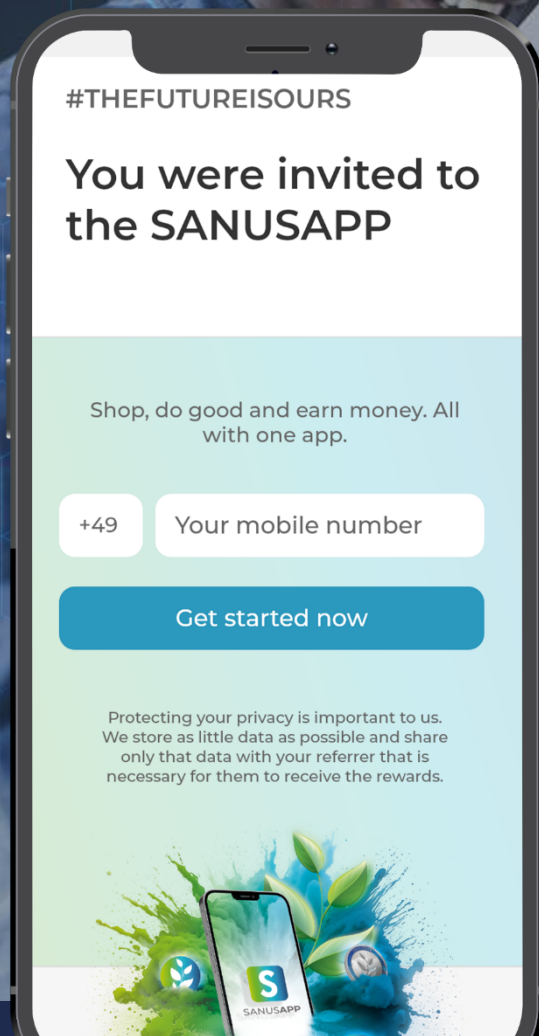 #THEFUTUREISOURS
You were invited to
the SANUSAPP
Shop, do good and earn money. All
with one app.
+49 Your mobile number
Get started now
Protecting your privacy is important to us.
We store as little data as possible and share
only that data with your referrer that is
necessary for them to receive the rewards.
S
SANUSAPP